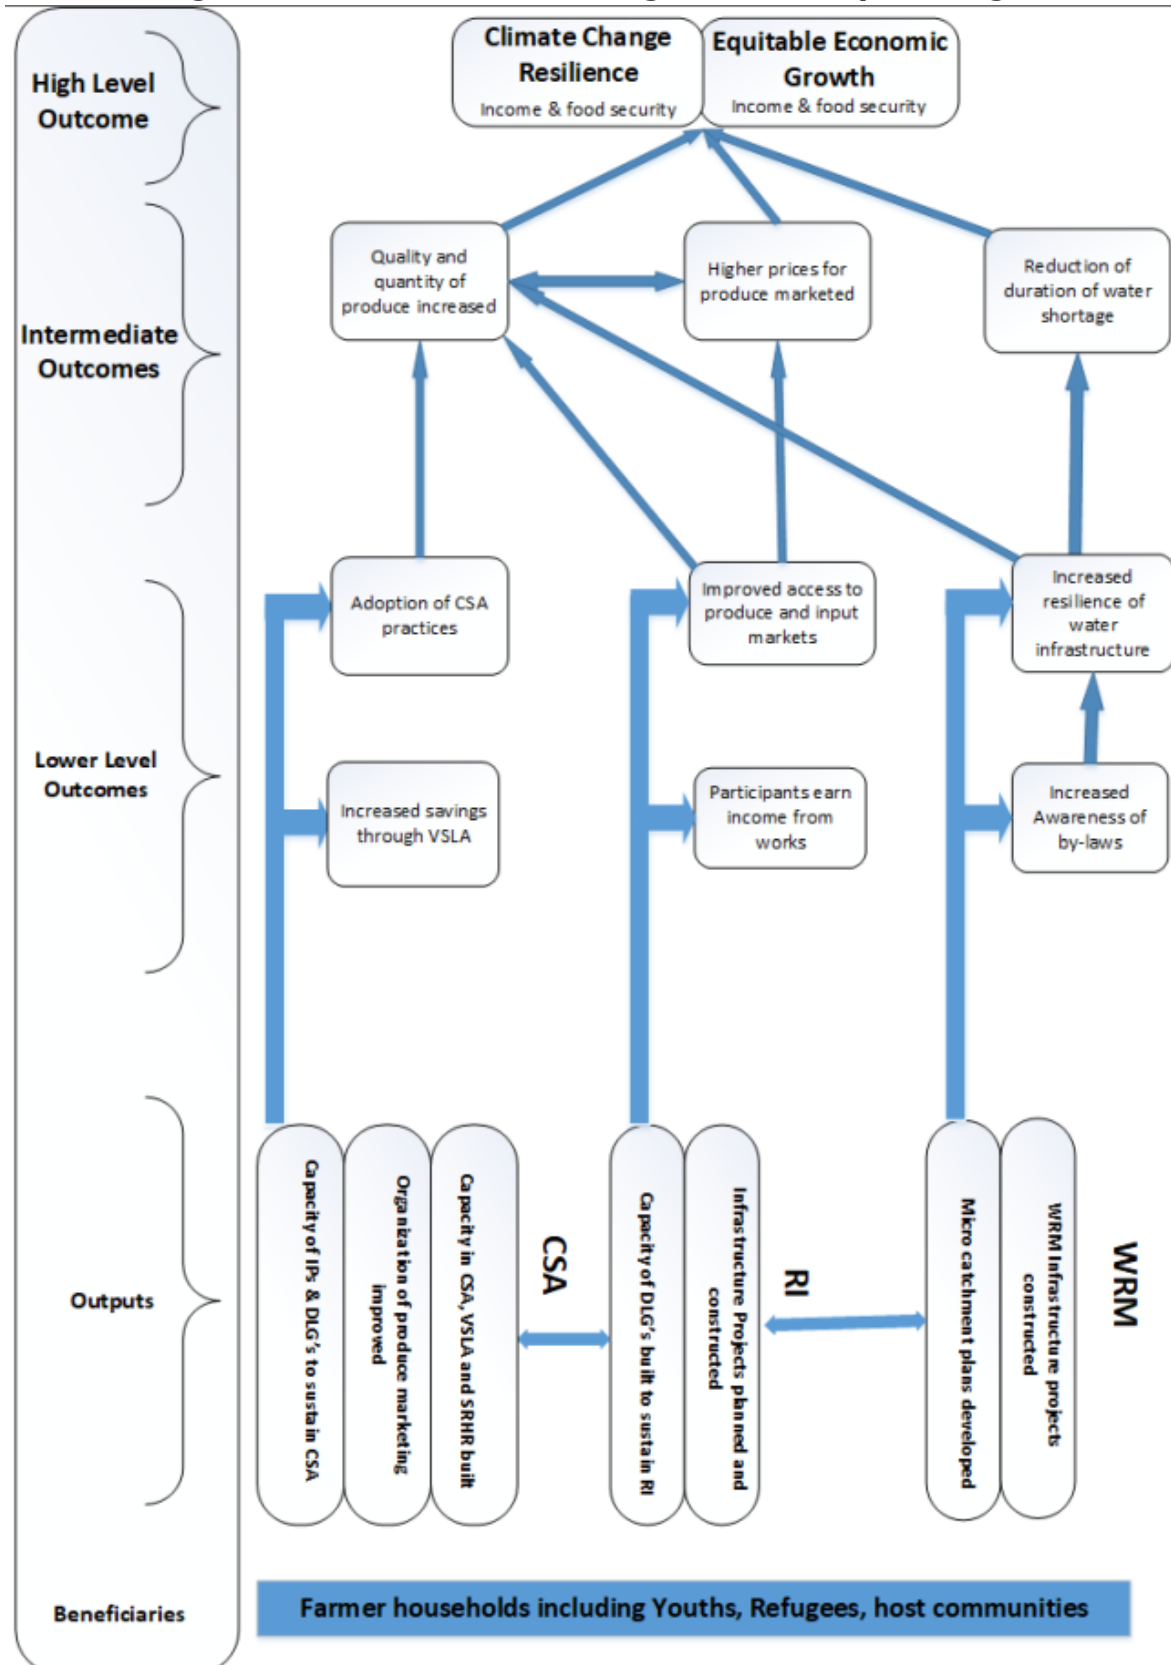 High Level
Outcome
Climate Change
Resilience
Income & food security
Equitable Economic
Growth
Income & food security
Intermediate
Outcomes
Quality and
quantity of
produce increased
Higher prices for
produce marketed
Reduction of
duration of water
shortage
Lower Level
Outcomes
Adoption of CSA
practices
Improved access to
produce and input
markets
Increased
resilience of
water
infrastructure
Increased savings
through VSLA
Participants earn
income from
works
Increased
Awareness of
by-laws
Outputs
Capacity of IPs & DLG's to sustain CSA
Organization of produce marketing
improved
Capacity in CSA, VSLA and SRHR built
CSA
Capacity of DLG's built to sustain RI
Infrastructure Projects planned and
constructed
RI
Micro catchment plans developed
WRM Infrastructure projects
constructed
WRM
Beneficiaries
Farmer households including Youths, Refugees, host communities